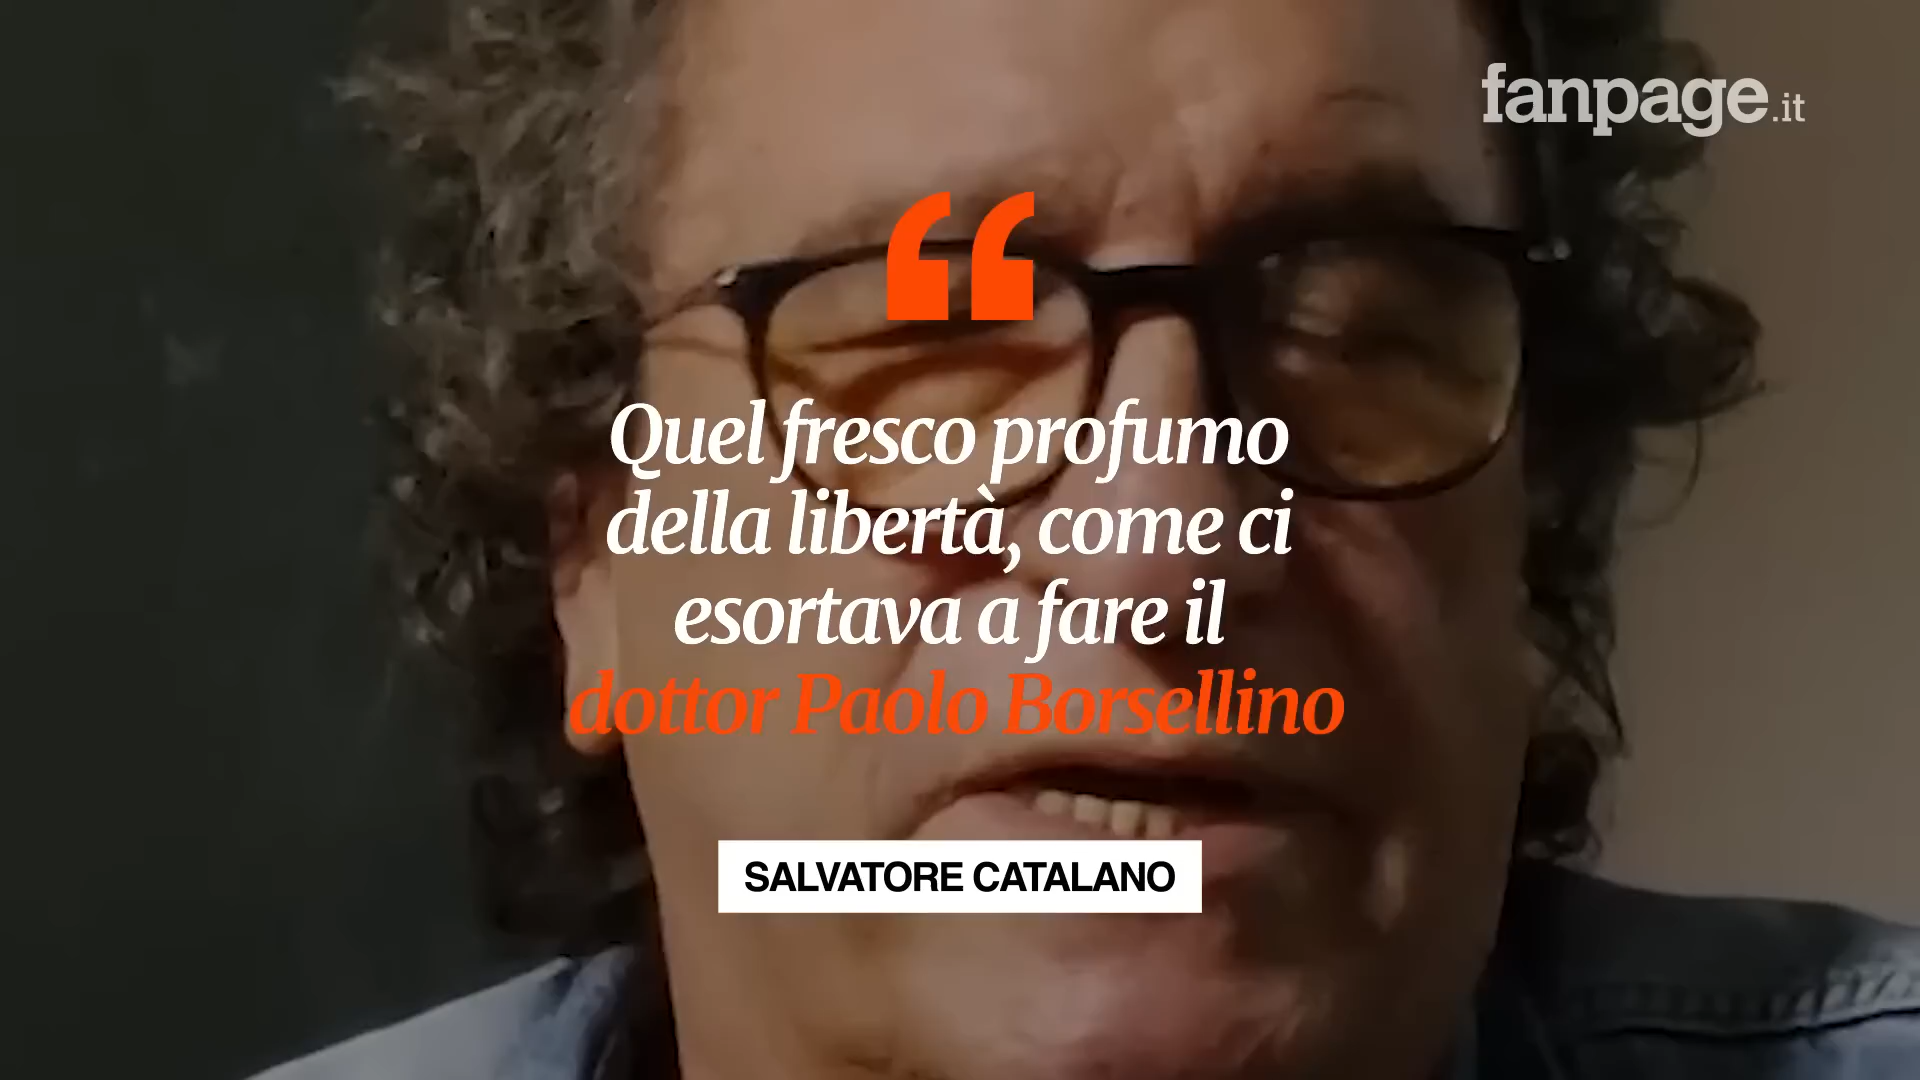 fanpage.it
“
Quel fresco profumo
della libertà, come ci
esortava a fare il
dottor Paolo Borsellino
SALVATORE CATALANO